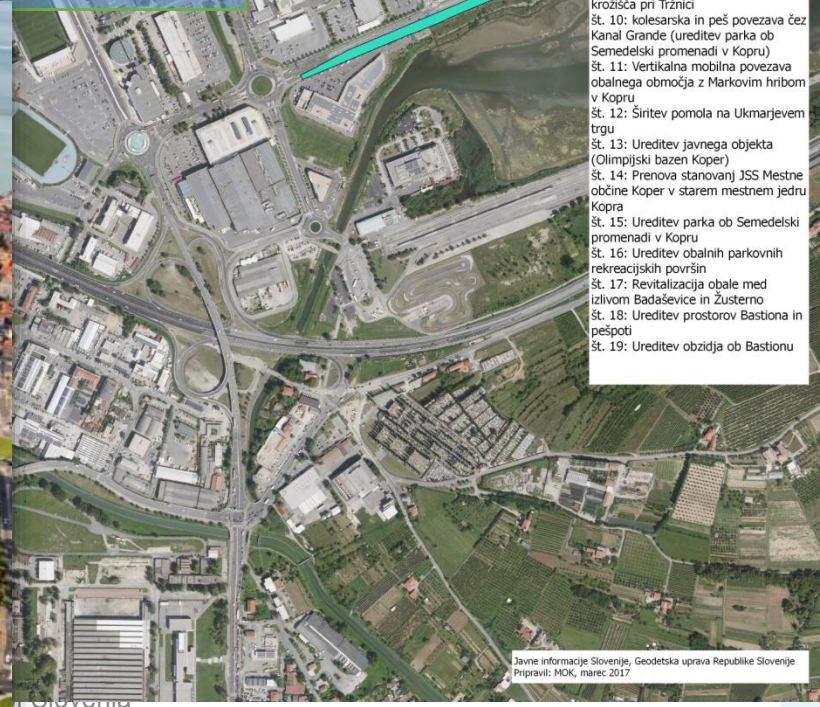 krožišča pri Tržnici
št. 10: kolesarska in peš povezava čez
Kanal Grande (ureditev parka ob
Semedelski promenadi v Kopru)
št. 11: Vertikalna mobilna povezava
obalnega območja z Markovim hribom
v Kopru
št. 12: Širitev pomola na Ukmarjevem
trgu
št. 13: Ureditev javnega objekta
(Olimpijski bazen Koper)
št. 14: Prenova stanovanj JSS Mestne
občine Koper v starem mestnem jedru
Kopra
št. 15: Ureditev parka ob Semedelski
promenadi v Kopru
št. 16: Ureditev obalnih parkovnih
rekreacijskih površin
št. 17: Revitalizacija obale med
izlivom Badaševice in Žusterno
št. 18: Ureditev prostorov Bastiona in
pešpoti
št. 19: Ureditev obzidja ob Bastionu
Javne informacije Slovenije, Geodetska uprava Republike Slovenije
Pripravil: MOK, marec 2017
Slovenia